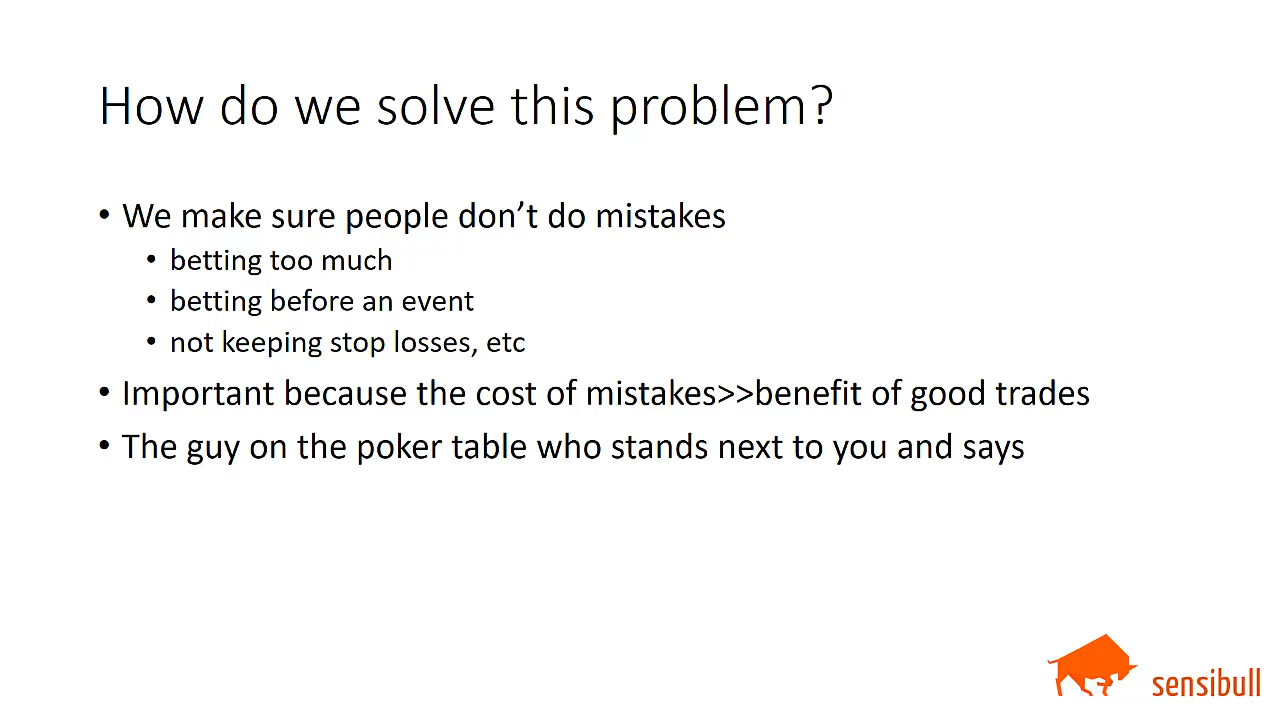 How do we solve this problem?
• We make sure people don’t do mistakes
• betting too much
• betting before an event
• not keeping stop losses, etc
• Important because the cost of mistakes>>benefit of good trades
• The guy on the poker table who stands next to you and says
sensibull